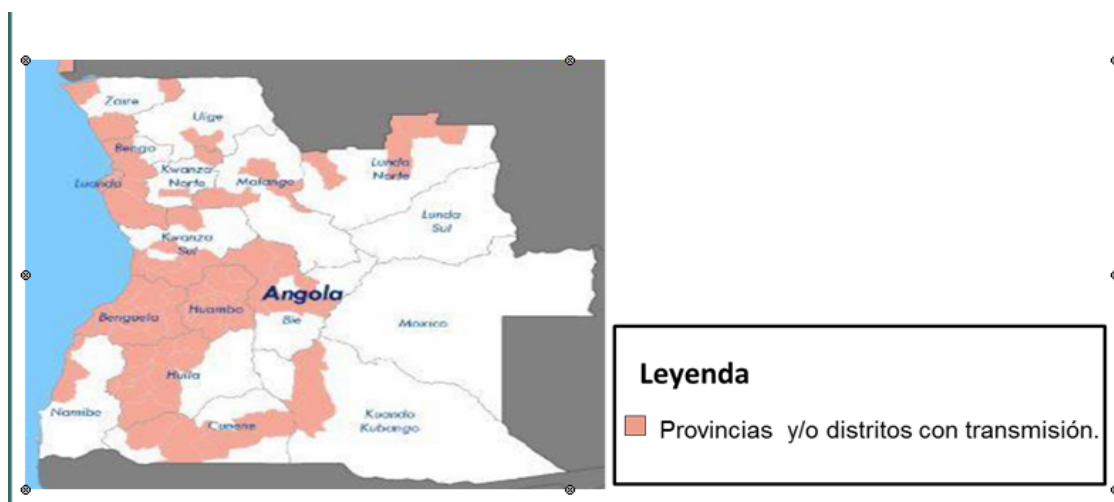 Zaire
Uige
Bengo
Luanda
Kwanza
Norte
Malange
Lunda
Norte
Lunda
Sul
Kwanza
Sul
Angola
Benguela
Huambo
Bie
Moxico
Huila
Namibe
Cunene
Kuando
Kubango
Leyenda
Provincias y/o distritos con transmisión.